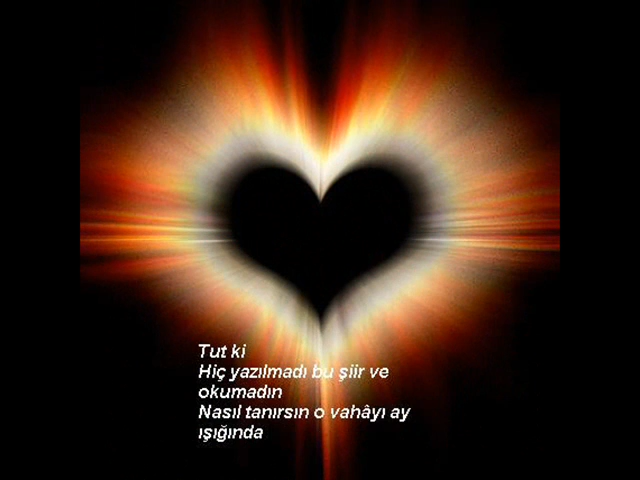 Tut ki
Hiç yazılmadı bu şiir ve
okumadın
Nasıl tanırsın o vahâyı ay
ışığında